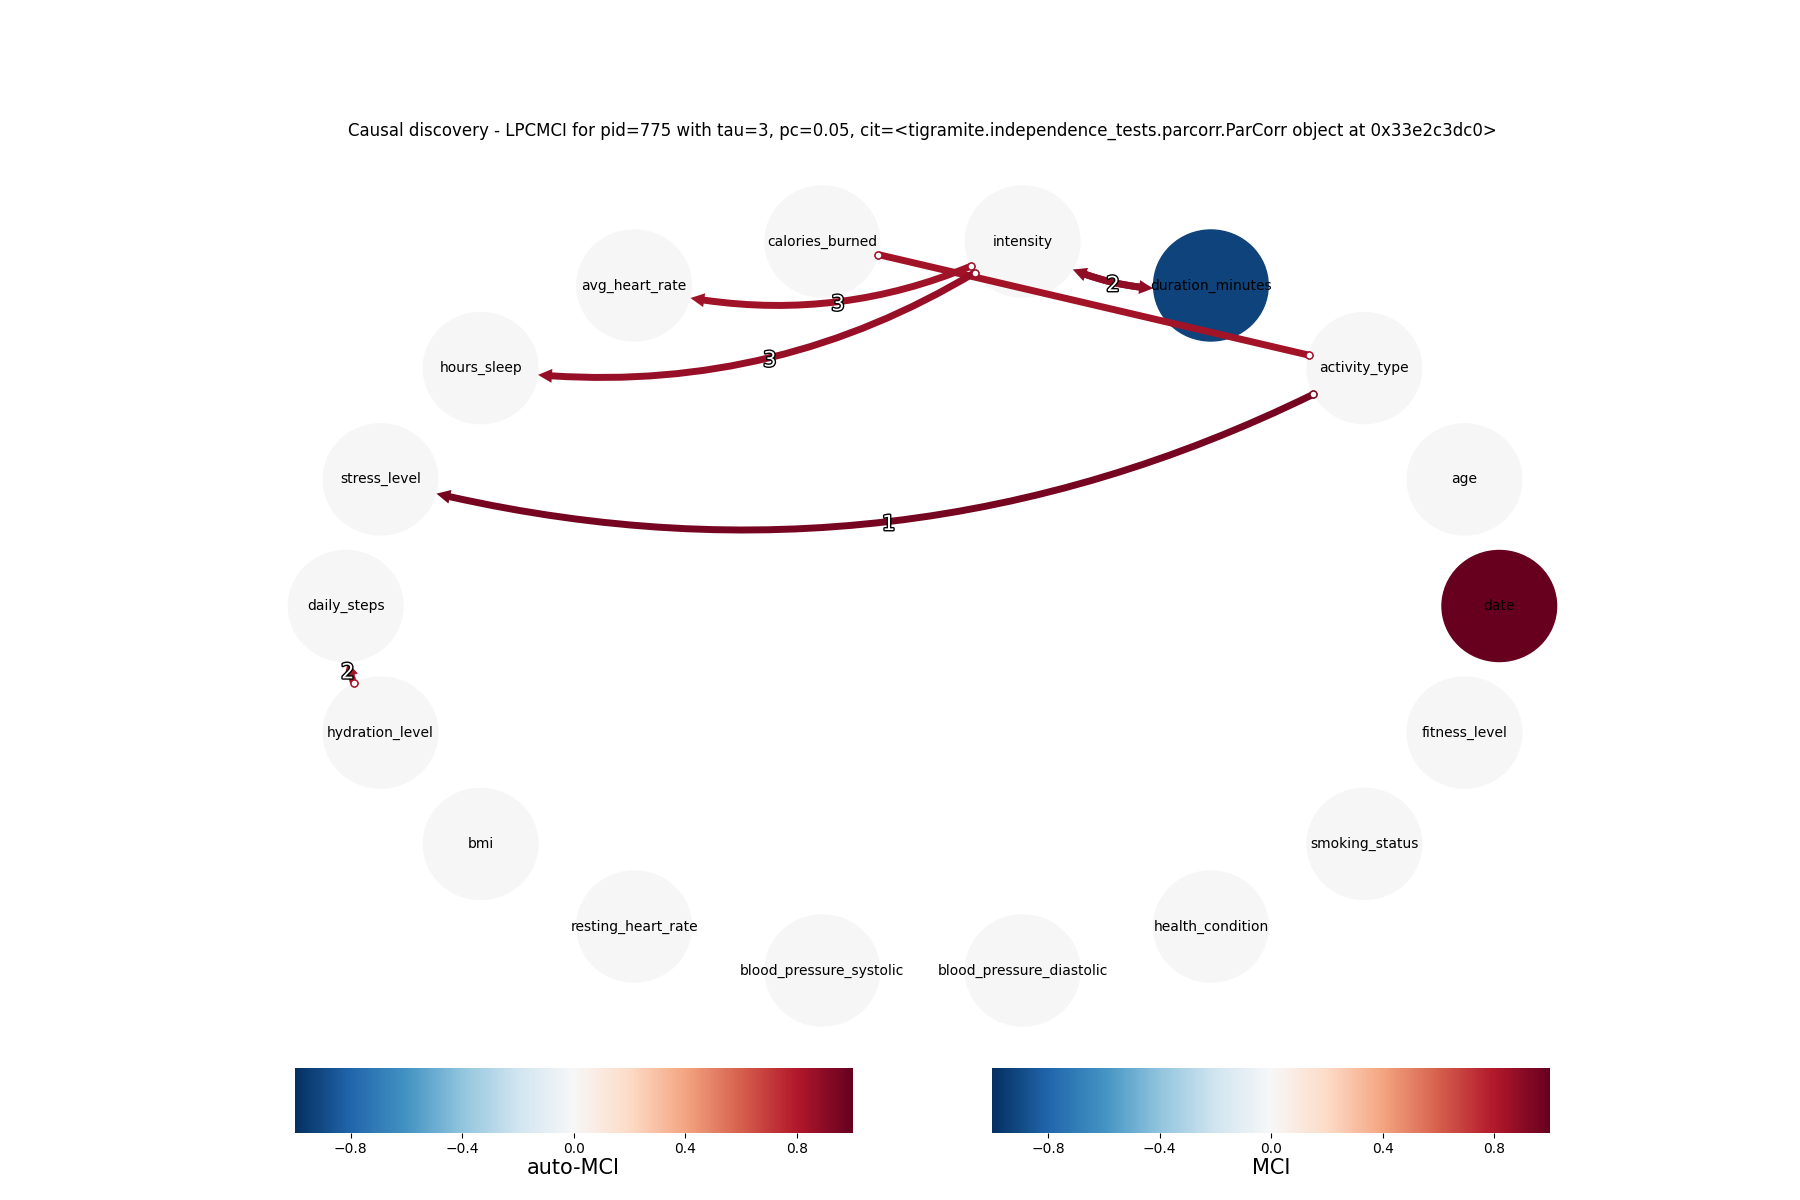 Causal discovery - LPCMCI for pid=775 with tau=3, pc=0.05, cit=<tigramite.independence_tests.parcorr.ParCorr object at 0x33e2c3dc0>
calories_burned
intensity
avg_heart_rate
2
duration_minutes
3
hours_sleep
3
activity_type
stress_level
age
1
daily_steps
date
2
hydration_level
fitness_level
bmi
smoking_status
resting_heart_rate
health_condition
blood_pressure_systolic
blood_pressure_diastolic
−0.8 −0.4 0.0 0.4 0.8
auto-MCI
−0.8 −0.4 0.0 0.4 0.8
MCI